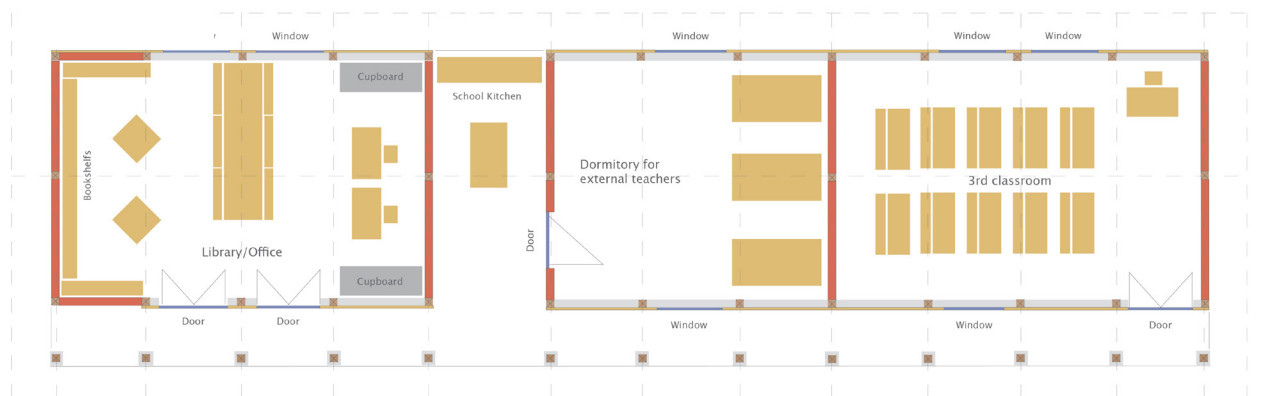 Window
Window
Window
Window
Cupboard
School Kitchen
Bookshelfs
Dormitory for
external teachers
3rd classroom
Door
Library/Office
Cupboard
Door
Door
Window
Window
Door